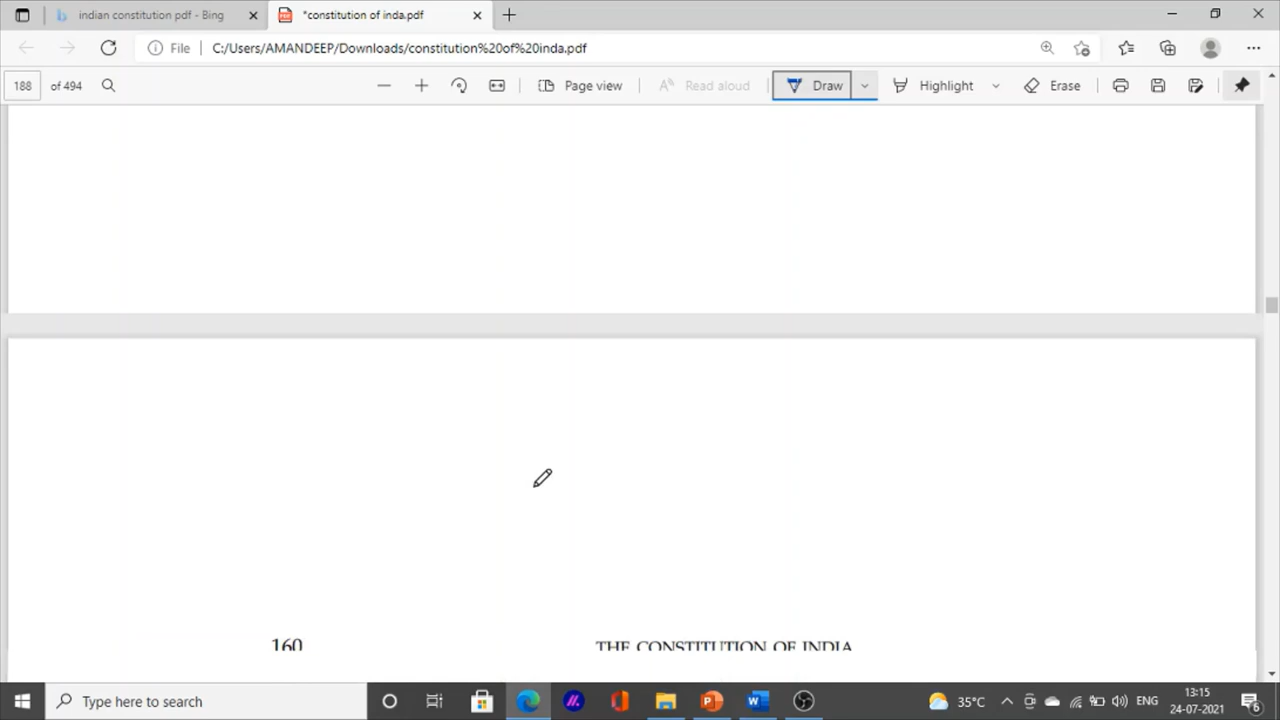 indian constitution pdf - Bing
*constitution of inda.pdf
File
C:/Users/AMANDEEP/Downloads/constitution%20of%20inda.pdf
188 of 494
Page view
Read aloud
Draw
Highlight
Erase
160
THE CONSTITUTION OF INDIA
Type here to search
35°C
ENG
13:15
24-07-2021
6